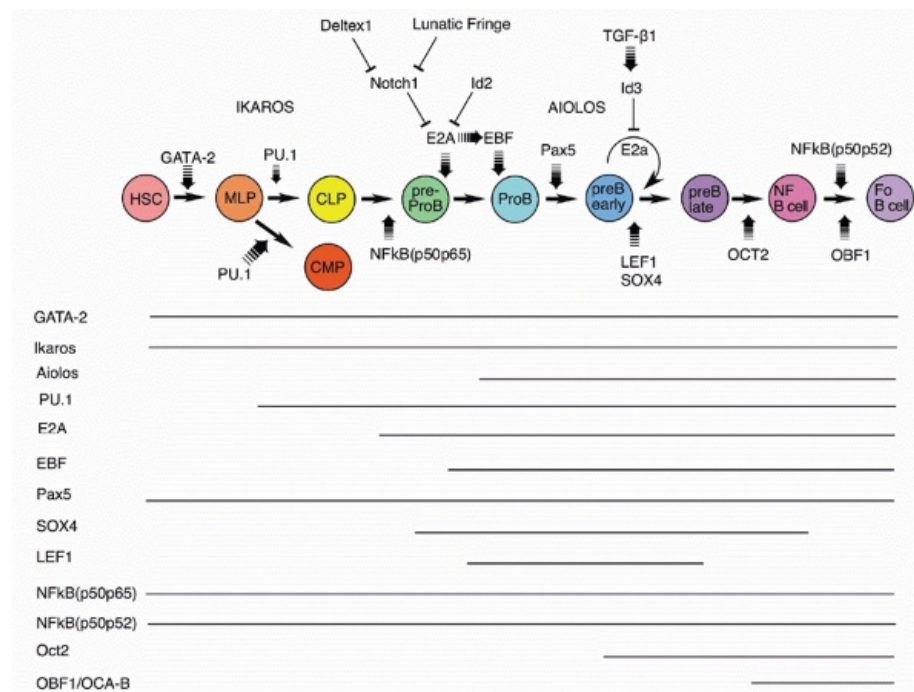 Deltex1
Lunatic Fringe
TGF-β1
Notch1
Id2
Id3
IKAROS
AIOLOS
E2A
EBF
E2a
GATA-2
PU.1
Pax5
NFkB(p50p52)
HSC
MLP
CLP
pre-
ProB
ProB
preB
early
preB
late
NF
B cell
Fo
B cell
PU.1
CMP
NFkB(p50p65)
LEF1
SOX4
OCT2
OBF1
GATA-2
Ikaros
Aiolos
PU.1
E2A
EBF
Pax5
SOX4
LEF1
NFkB(p50p65)
NFkB(p50p52)
Oct2
OBF1/OCA-B